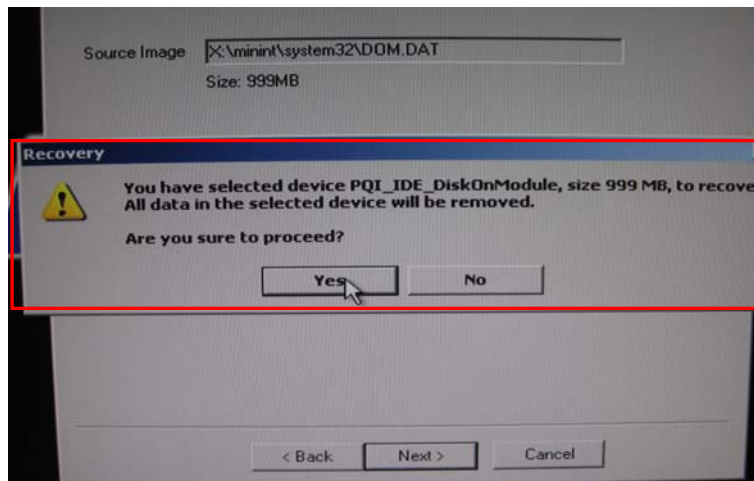 Source Image X:\minint\system32\DOM.DAT
Size: 999MB
Recovery
You have selected device PQI_IDE_DiskOnModule, size 999 MB, to recove
All data in the selected device will be removed.
Are you sure to proceed?
Yes No
< Back Next > Cancel